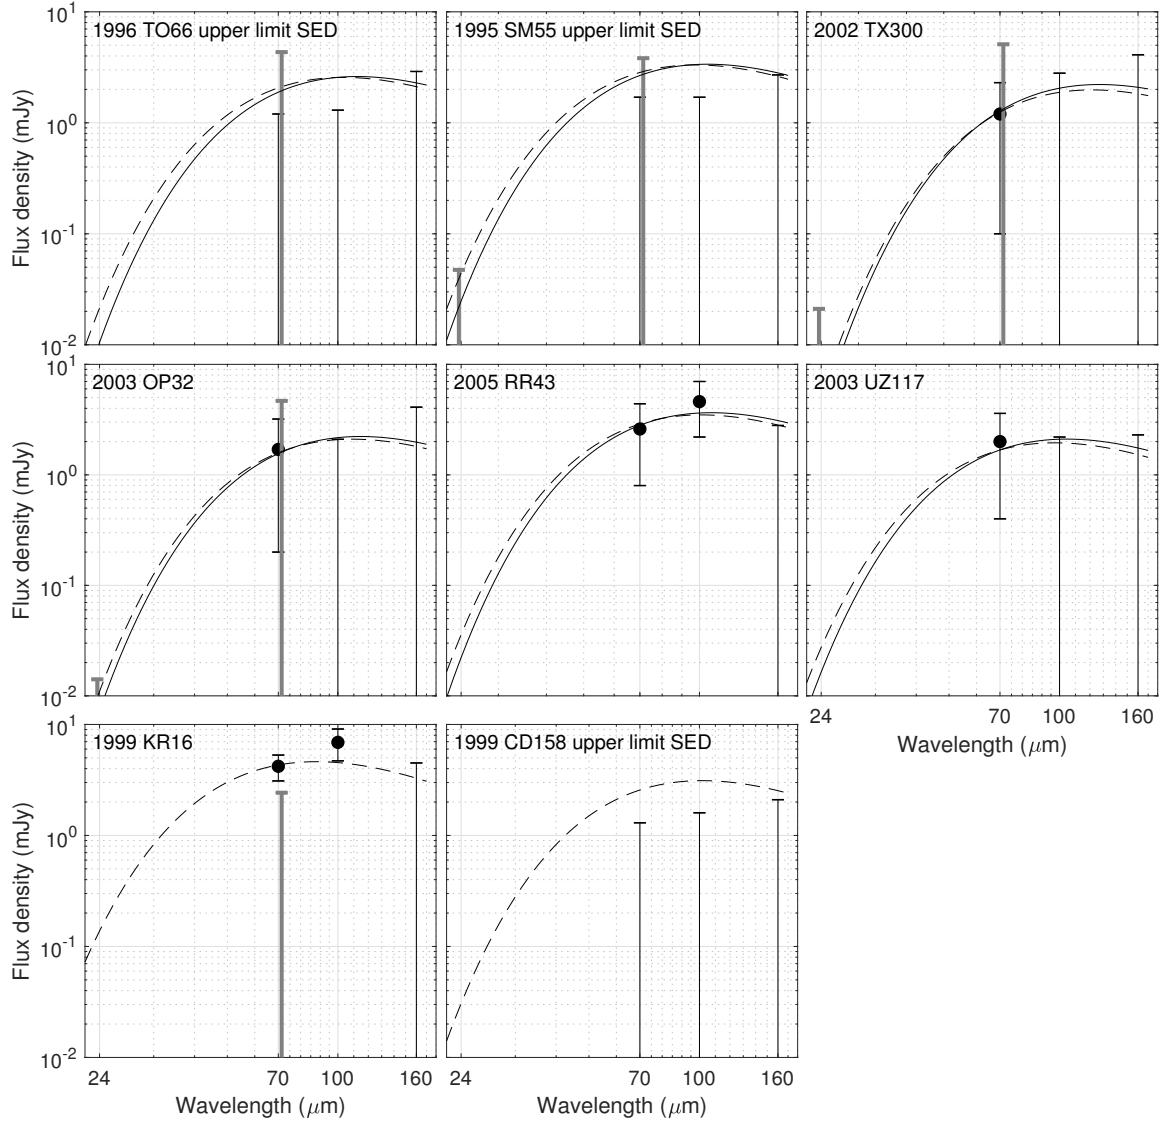 1996 TO66 upper limit SED
1995 SM55 upper limit SED
2002 TX300
10^1
10^0
10^-1
10^-2
Flux density (mJy)
2003 OP32
2005 RR43
2003 UZ117
10^1
10^0
10^-1
10^-2
Flux density (mJy)
24 70 100 160
Wavelength (μm)
1999 KR16
1999 CD158 upper limit SED
10^1
10^0
10^-1
10^-2
Flux density (mJy)
24 70 100 160
24 70 100 160
Wavelength (μm)
Wavelength (μm)